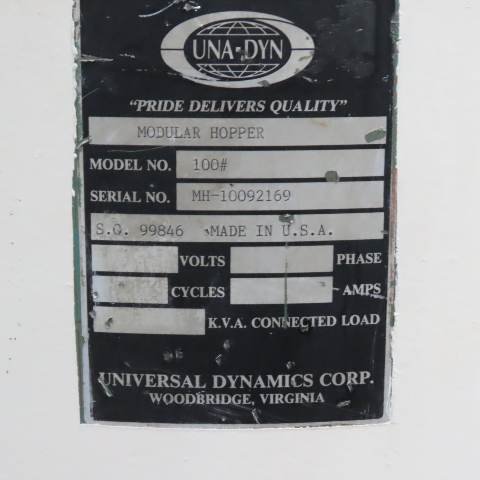 UNA-DYN
"PRIDE DELIVERS QUALITY"
MODULAR HOPPER
MODEL NO. 100#
SERIAL NO. MH-10092169
S.O. 99846 MADE IN U.S.A.
VOLTS PHASE
CYCLES AMPS
K.V.A. CONNECTED LOAD
UNIVERSAL DYNAMICS CORP.
WOODBRIDGE, VIRGINIA